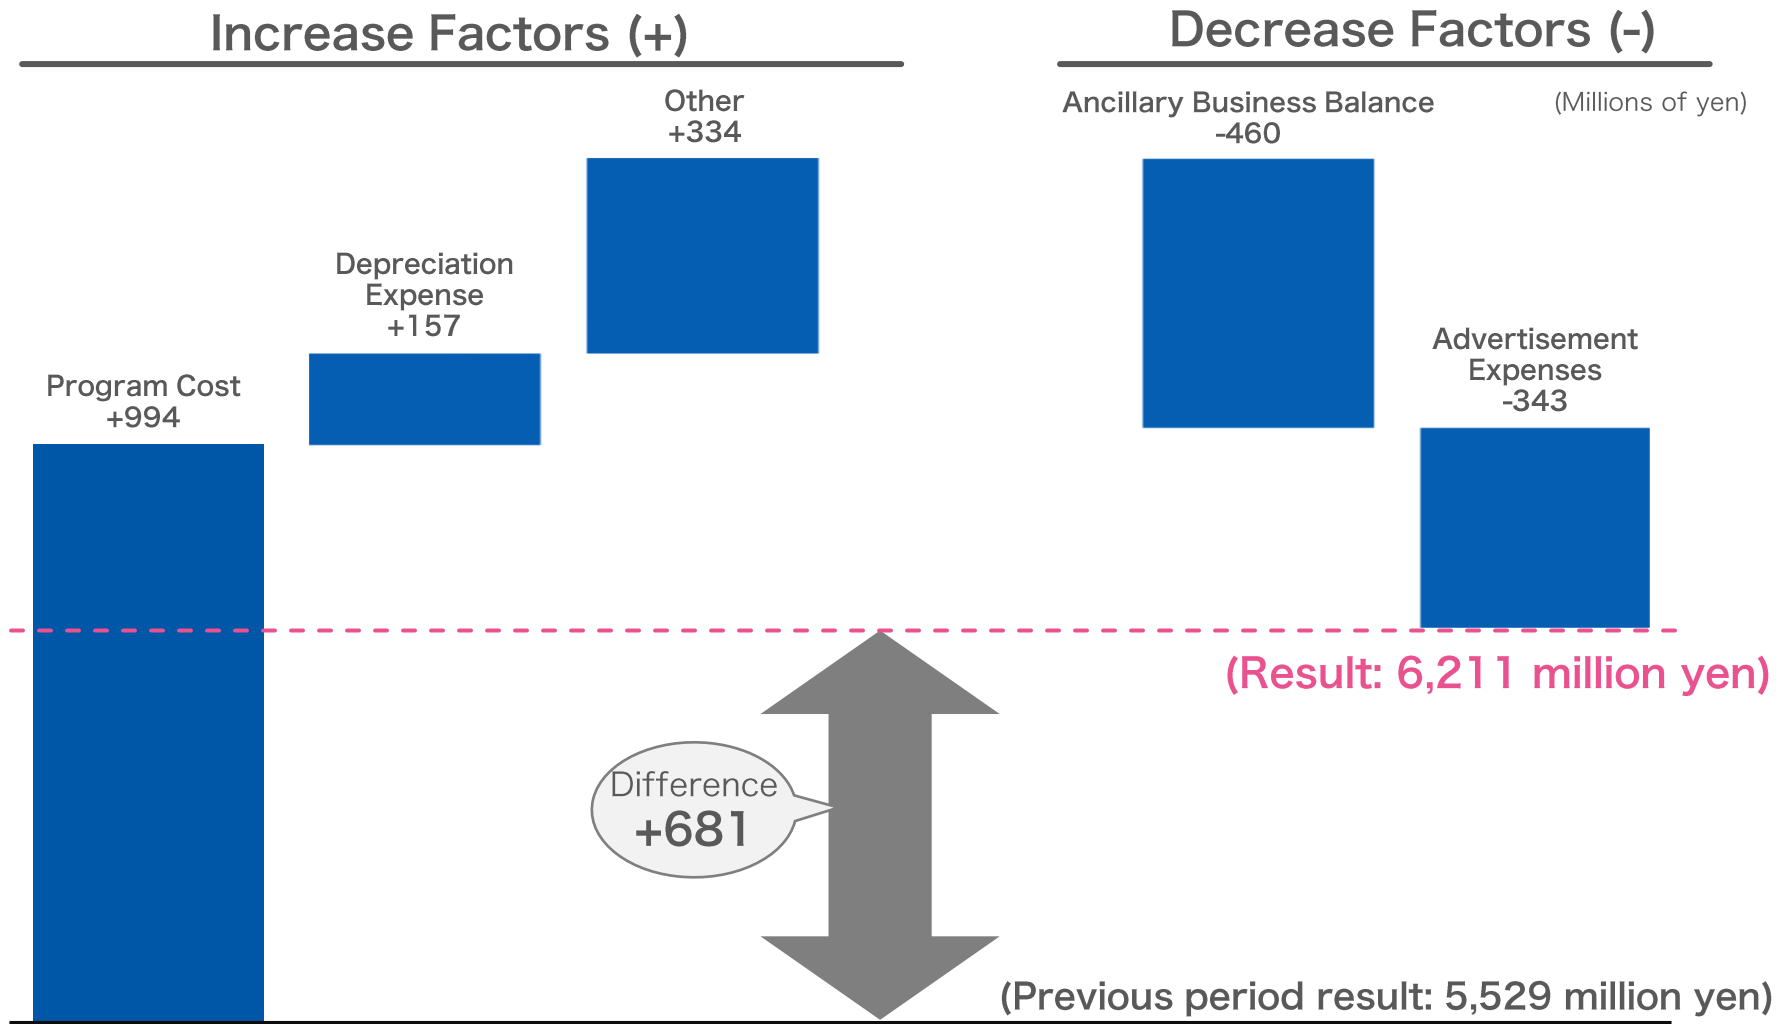 Increase Factors (+)
Decrease Factors (-)
(Millions of yen)
Other
+334
Depreciation
Expense
+157
Program Cost
+994
Ancillary Business Balance
-460
Advertisement
Expenses
-343
(Result: 6,211 million yen)
Difference
+681
(Previous period result: 5,529 million yen)